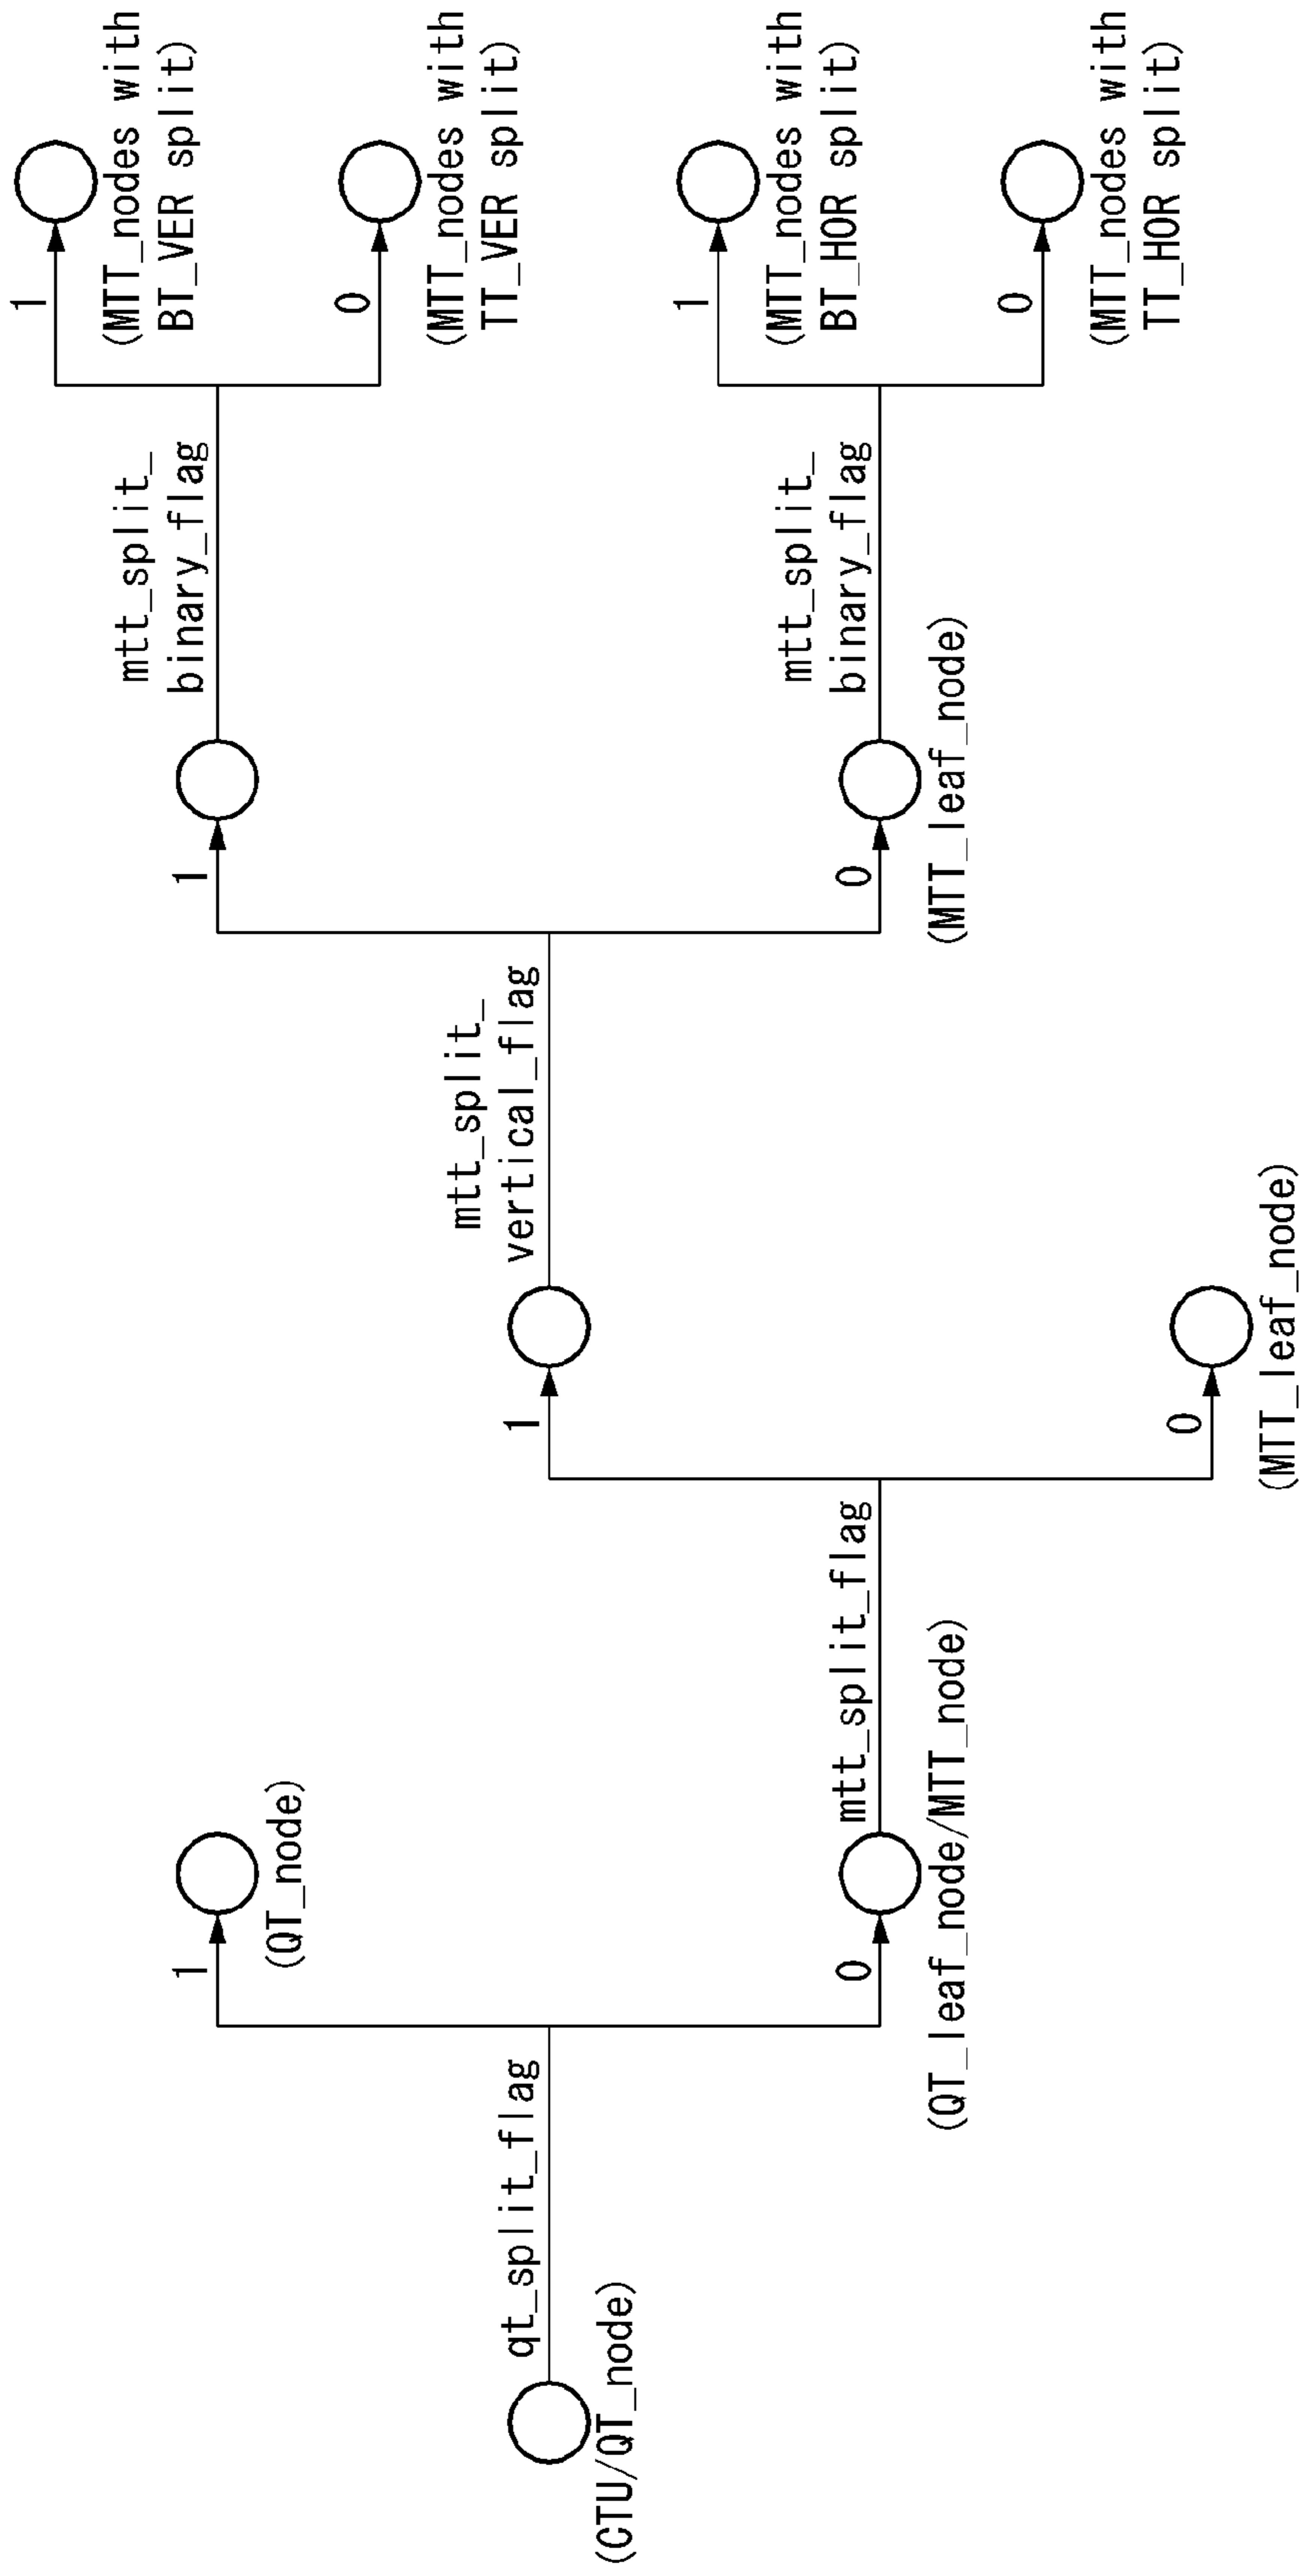 qt_split_flag
(CTU/QT_node)
1
(QT_node)
0
(QT_leaf_node/MTT_node)
mtt_split_flag
1
0
(MTT_leaf_node)
mtt_split_
vertical_flag
1
0
(MTT_leaf_node)
mtt_split_
binary_flag
mtt_split_
binary_flag
1
(MTT_nodes with
BT_VER split)
0
(MTT_nodes with
TT_VER split)
1
(MTT_nodes with
BT_HOR split)
0
(MTT_nodes with
TT_HOR split)